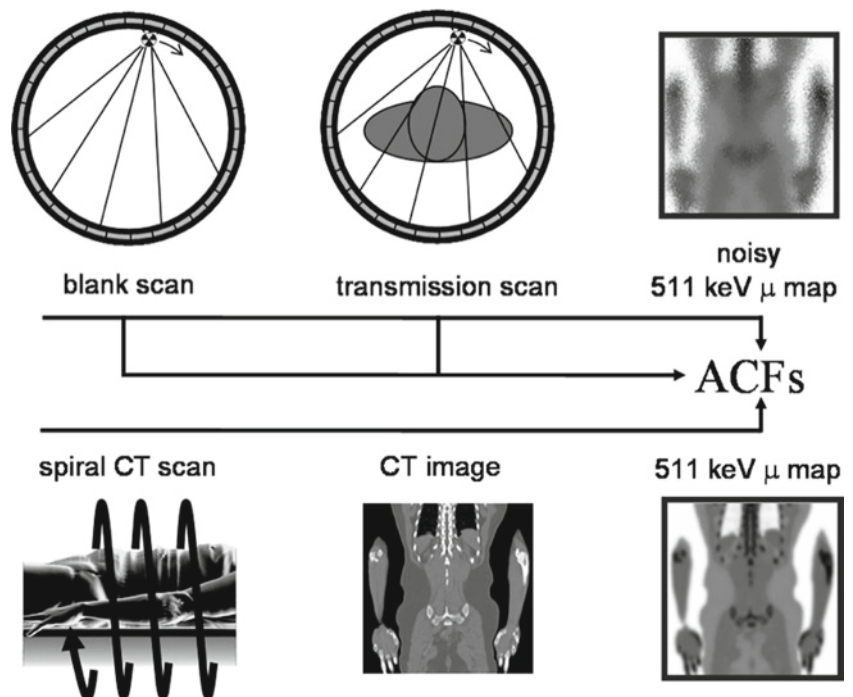 blank scan
transmission scan
noisy
511 keV μ map
ACFs
spiral CT scan
CT image
511 keV μ map